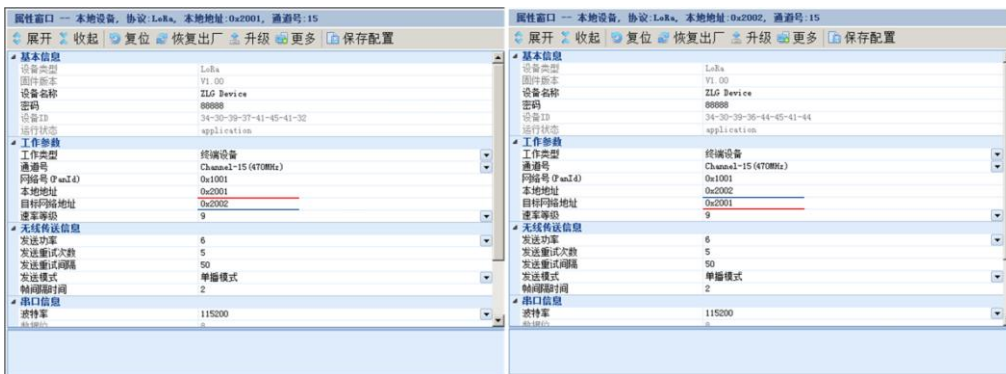 属性窗口 -- 本地设备, 协议:LoRa, 本地地址:0x2001, 通道号:15
展开 收起 复位 恢复出厂 升级 更多 保存配置
基本信息
设备类型 LoRa
固件版本 V1.00
设备名称 ZLG Device
密码 88888
设备ID 34-30-39-37-41-45-41-32
运行状态 application
工作参数
工作类型 终端设备
通道号 Channel-15(470MHz)
网络号(PanId) 0x1001
本地地址 0x2001
目标网络地址 0x2002
速率等级 9
无线传送信息
发送功率 6
发送重试次数 5
发送重试间隔 50
发送模式 单播模式
帧间隔时间 2
串口信息
波特率 115200
属性窗口 -- 本地设备, 协议:LoRa, 本地地址:0x2002, 通道号:15
展开 收起 复位 恢复出厂 升级 更多 保存配置
基本信息
设备类型 LoRa
固件版本 V1.00
设备名称 ZLG Device
密码 88888
设备ID 34-30-39-36-44-45-41-44
运行状态 application
工作参数
工作类型 终端设备
通道号 Channel-15(470MHz)
网络号(PanId) 0x1001
本地地址 0x2002
目标网络地址 0x2001
速率等级 9
无线传送信息
发送功率 6
发送重试次数 5
发送重试间隔 50
发送模式 单播模式
帧间隔时间 2
串口信息
波特率 115200